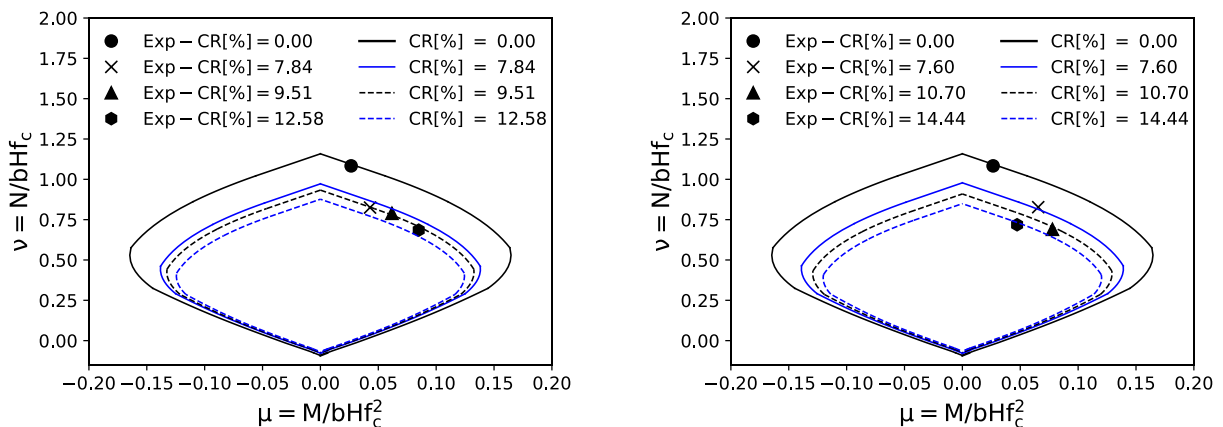 2.00
1.75
1.50
1.25
1.00
0.75
0.50
0.25
0.00
ν = N/bHf_c
Exp − CR[%] = 0.00
Exp − CR[%] = 7.84
Exp − CR[%] = 9.51
Exp − CR[%] = 12.58
CR[%] = 0.00
CR[%] = 7.84
CR[%] = 9.51
CR[%] = 12.58
−0.20 −0.15 −0.10 −0.05 0.00 0.05 0.10 0.15 0.20
μ = M/bHf_c^2
2.00
1.75
1.50
1.25
1.00
0.75
0.50
0.25
0.00
ν = N/bHf_c
Exp − CR[%] = 0.00
Exp − CR[%] = 7.60
Exp − CR[%] = 10.70
Exp − CR[%] = 14.44
CR[%] = 0.00
CR[%] = 7.60
CR[%] = 10.70
CR[%] = 14.44
−0.20 −0.15 −0.10 −0.05 0.00 0.05 0.10 0.15 0.20
μ = M/bHf_c^2